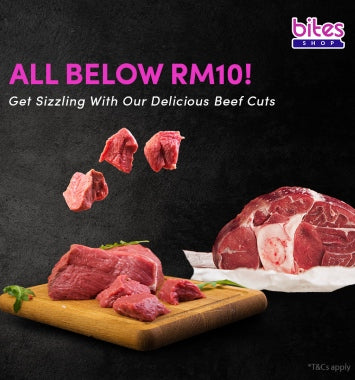 bites
SHOP
ALL BELOW RM10!
Get Sizzling With Our Delicious Beef Cuts
*T&Cs apply